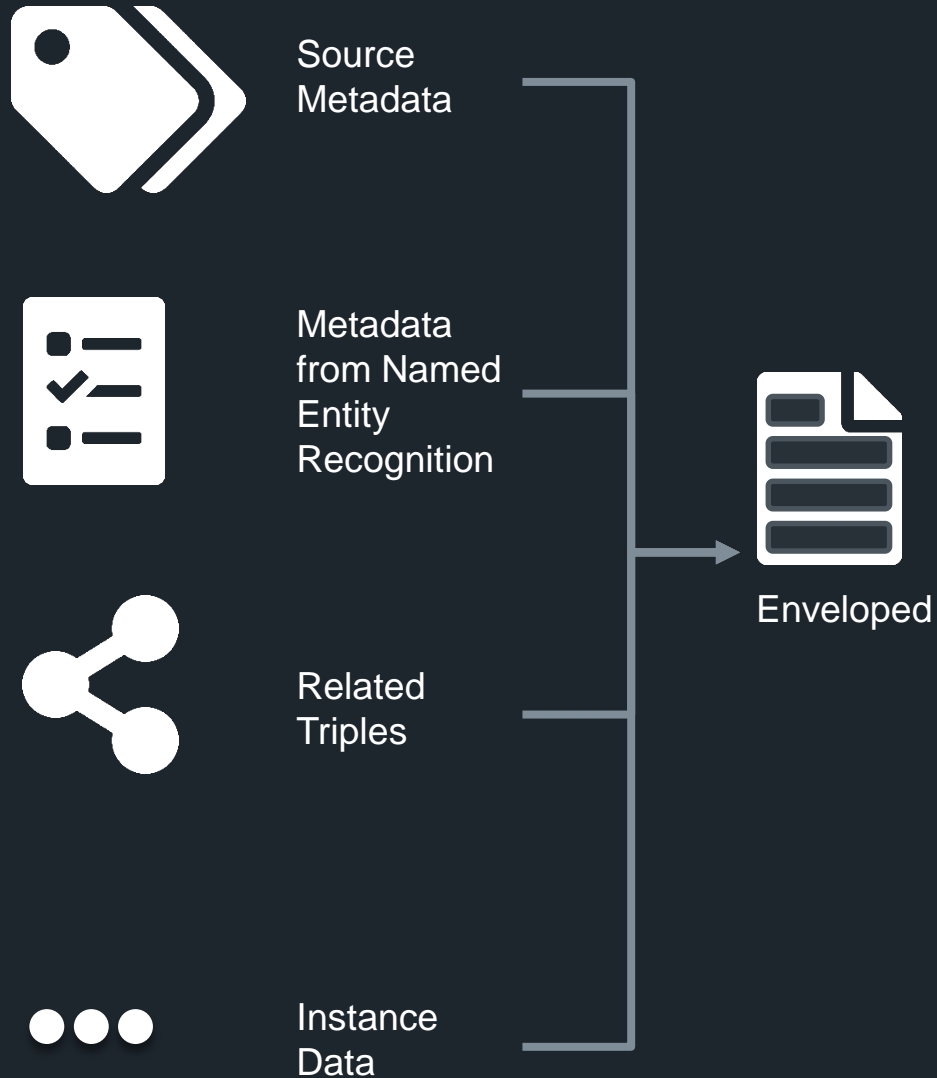 Source
Metadata
Metadata
from Named
Entity
Recognition
Enveloped
Related
Triples
Instance
Data